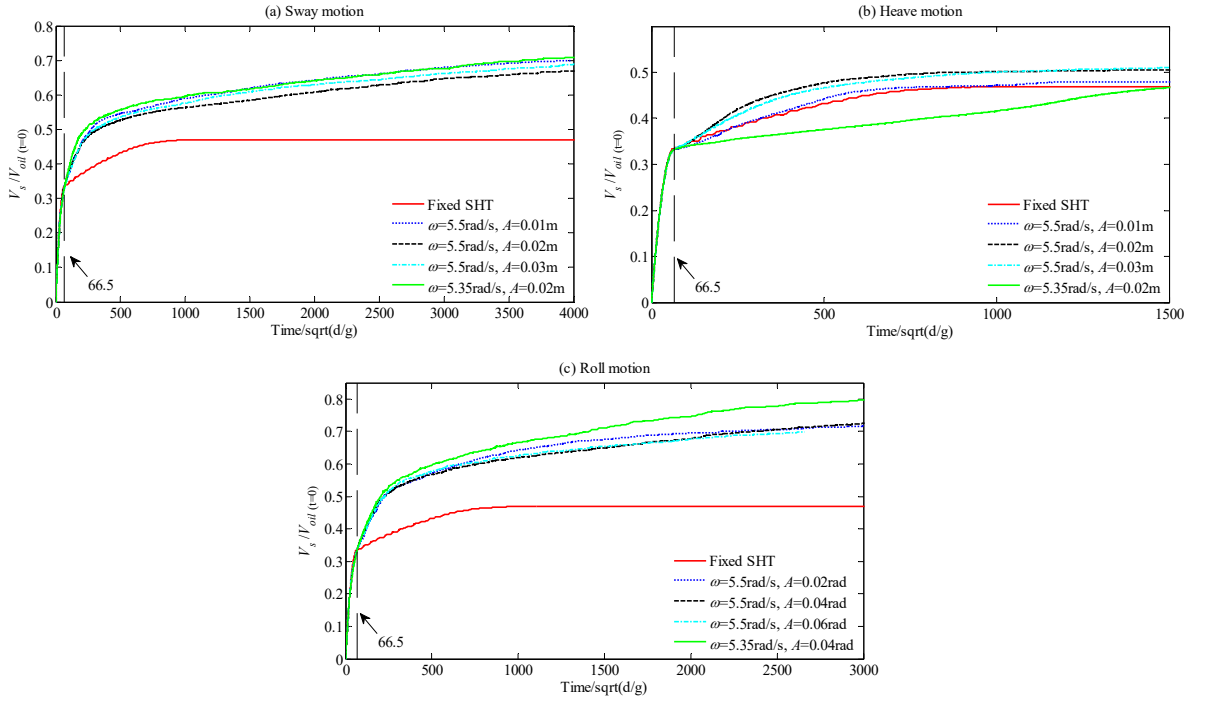 (a) Sway motion
0.8
0.7
0.6
0.5
0.4
0.3
0.2
0.1
0
V_s /V_oil (t=0)
66.5
Fixed SHT
ω=5.5rad/s, A=0.01m
ω=5.5rad/s, A=0.02m
ω=5.5rad/s, A=0.03m
ω=5.35rad/s, A=0.02m
0 500 1000 1500 2000 2500 3000 3500 4000
Time/sqrt(d/g)
(b) Heave motion
0.5
0.4
0.3
0.2
0.1
0
V_s /V_oil (t=0)
66.5
Fixed SHT
ω=5.5rad/s, A=0.01m
ω=5.5rad/s, A=0.02m
ω=5.5rad/s, A=0.03m
ω=5.35rad/s, A=0.02m
0 500 1000 1500
Time/sqrt(d/g)
(c) Roll motion
0.8
0.7
0.6
0.5
0.4
0.3
0.2
0.1
0
V_s /V_oil (t=0)
66.5
Fixed SHT
ω=5.5rad/s, A=0.02rad
ω=5.5rad/s, A=0.04rad
ω=5.5rad/s, A=0.06rad
ω=5.35rad/s, A=0.04rad
0 500 1000 1500 2000 2500 3000
Time/sqrt(d/g)